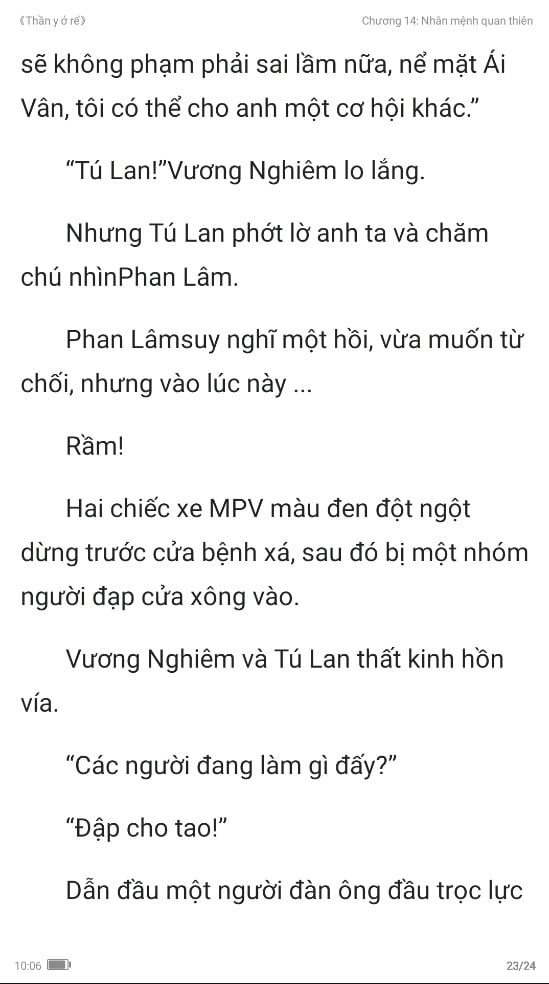 《Thần y ở rể》 Chương 14: Nhân mệnh quan thiên
sẽ không phạm phải sai lầm nữa, nể mặt Ái
Vân, tôi có thể cho anh một cơ hội khác.”
“Tú Lan!”Vương Nghiêm lo lắng.
Nhưng Tú Lan phớt lờ anh ta và chăm
chú nhìnPhan Lâm.
Phan Lâmsuy nghĩ một hồi, vừa muốn từ
chối, nhưng vào lúc này ...
Rầm!
Hai chiếc xe MPV màu đen đột ngột
dừng trước cửa bệnh xá, sau đó bị một nhóm
người đạp cửa xông vào.
Vương Nghiêm và Tú Lan thất kinh hồn
vía.
“Các người đang làm gì đấy?”
“Đập cho tao!”
Dẫn đầu một người đàn ông đầu trọc lực
10:06 23/24